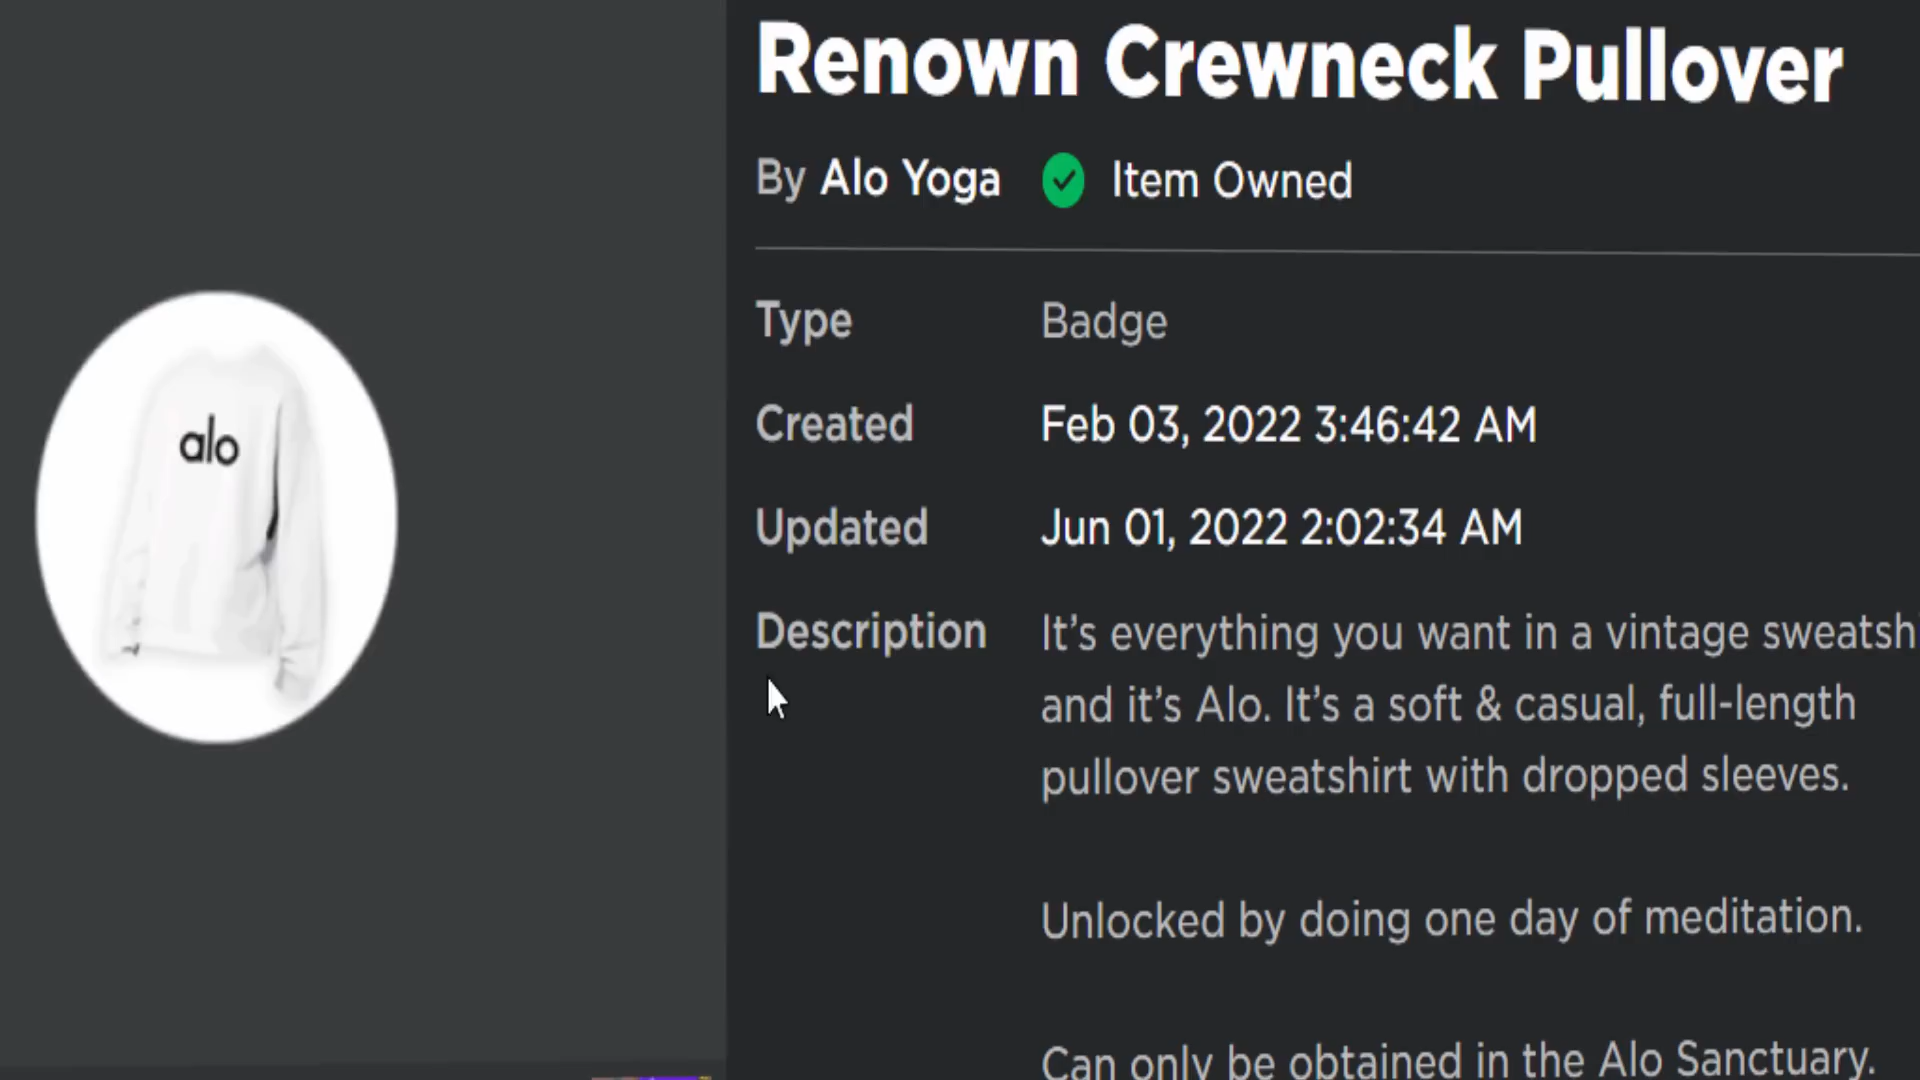 Renown Crewneck Pullover
By Alo Yoga Item Owned
alo
Type Badge
Created Feb 03, 2022 3:46:42 AM
Updated Jun 01, 2022 2:02:34 AM
Description It's everything you want in a vintage sweatsh
and it's Alo. It's a soft & casual, full-length
pullover sweatshirt with dropped sleeves.
Unlocked by doing one day of meditation.
Can only be obtained in the Alo Sanctuary.